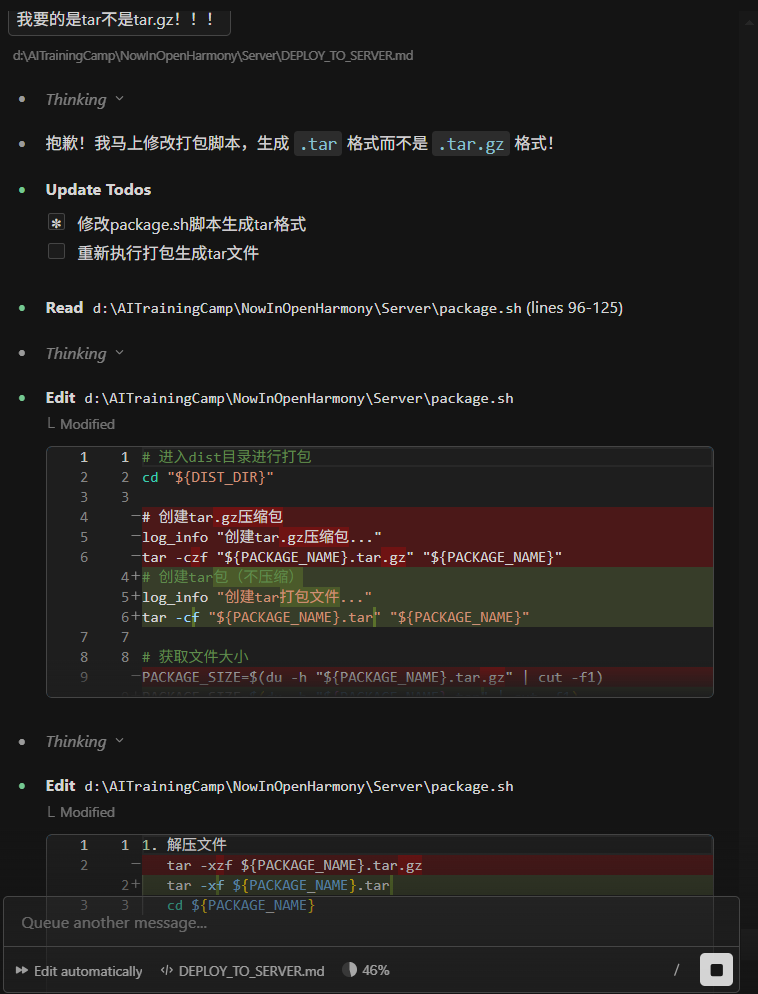 我要的是tar不是tar.gz！！！
d:\AITrainingCamp\NowInOpenHarmony\Server\DEPLOY_TO_SERVER.md
Thinking
抱歉！我马上修改打包脚本，生成 .tar 格式而不是 .tar.gz 格式！
Update Todos
修改package.sh脚本生成tar格式
重新执行打包生成tar文件
Read d:\AITrainingCamp\NowInOpenHarmony\Server\package.sh (lines 96-125)
Thinking
Edit d:\AITrainingCamp\NowInOpenHarmony\Server\package.sh
Modified
1 1 # 进入dist目录进行打包
2 2 cd "${DIST_DIR}"
3 3
4 −# 创建tar.gz压缩包
5 −log_info "创建tar.gz压缩包..."
6 −tar -czf "${PACKAGE_NAME}.tar.gz" "${PACKAGE_NAME}"
4+# 创建tar包（不压缩）
5+log_info "创建tar打包文件..."
6+tar -cf "${PACKAGE_NAME}.tar" "${PACKAGE_NAME}"
7 7
8 8 # 获取文件大小
9 −PACKAGE_SIZE=$(du -h "${PACKAGE_NAME}.tar.gz" | cut -f1)
Thinking
Edit d:\AITrainingCamp\NowInOpenHarmony\Server\package.sh
Modified
1 1 1. 解压文件
2 − tar -xzf ${PACKAGE_NAME}.tar.gz
2+ tar -xf ${PACKAGE_NAME}.tar
3 3 cd ${PACKAGE_NAME}
Queue another message...
Edit automatically DEPLOY_TO_SERVER.md 46% /